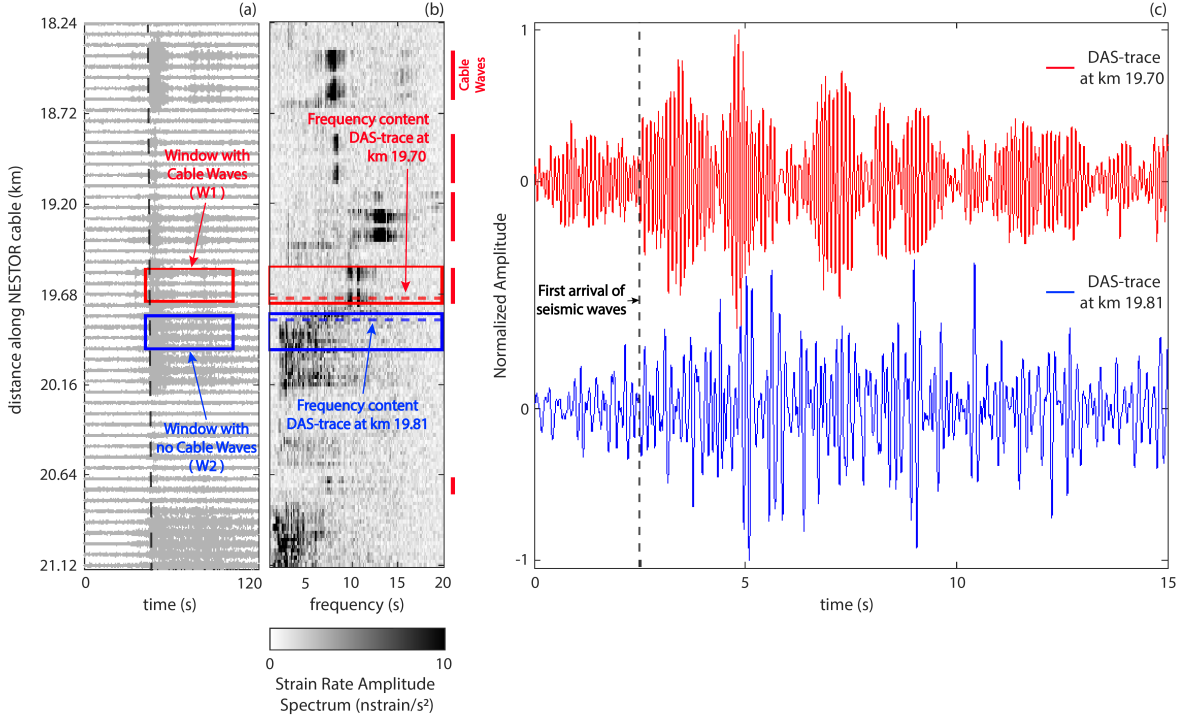 (a)
(b)
(c)
18.24
18.72
19.20
19.68
20.16
20.64
21.12
distance along NESTOR cable (km)
Window with
Cable Waves
( W1 )
Window with
no Cable Waves
( W2 )
0
120
time (s)
Frequency content
DAS-trace at
km 19.70
Frequency content
DAS-trace at km 19.81
Cable
Waves
5
10
15
20
frequency (s)
0
10
Strain Rate Amplitude
Spectrum (nstrain/s²)
1
0
0
-1
Normalized Amplitude
First arrival of
seismic waves
DAS-trace
at km 19.70
DAS-trace
at km 19.81
0
5
10
15
time (s)